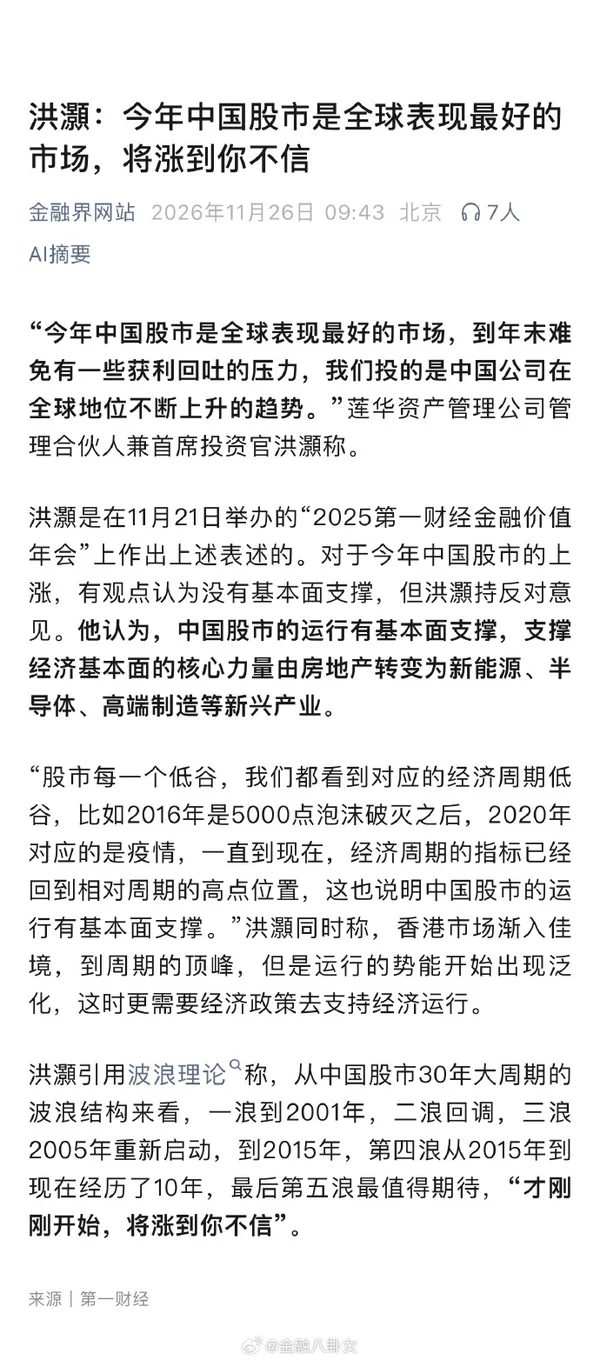 洪灝：今年中国股市是全球表现最好的
市场，将涨到你不信
金融界网站 2026年11月26日 09:43 北京 7人
AI摘要
“今年中国股市是全球表现最好的市场，到年末难
免有一些获利回吐的压力，我们投的是中国公司在
全球地位不断上升的趋势。”莲华资产管理公司管
理合伙人兼首席投资官洪灝称。
洪灝是在11月21日举办的“2025第一财经金融价值
年会”上作出上述表述的。对于今年中国股市的上
涨，有观点认为没有基本面支撑，但洪灝持反对意
见。他认为，中国股市的运行有基本面支撑，支撑
经济基本面的核心力量由房地产转变为新能源、半
导体、高端制造等新兴产业。
“股市每一个低谷，我们都看到对应的经济周期低
谷，比如2016年是5000点泡沫破灭之后，2020年
对应的是疫情，一直到现在，经济周期的指标已经
回到相对周期的高点位置，这也说明中国股市的运
行有基本面支撑。”洪灝同时称，香港市场渐入佳
境，到周期的顶峰，但是运行的势能开始出现泛
化，这时更需要经济政策去支持经济运行。
洪灝引用波浪理论称，从中国股市30年大周期的
波浪结构来看，一浪到2001年，二浪回调，三浪
2005年重新启动，到2015年，第四浪从2015年到
现在经历了10年，最后第五浪最值得期待，“才刚
刚开始，将涨到你不信”。
来源｜第一财经
@金融八卦女